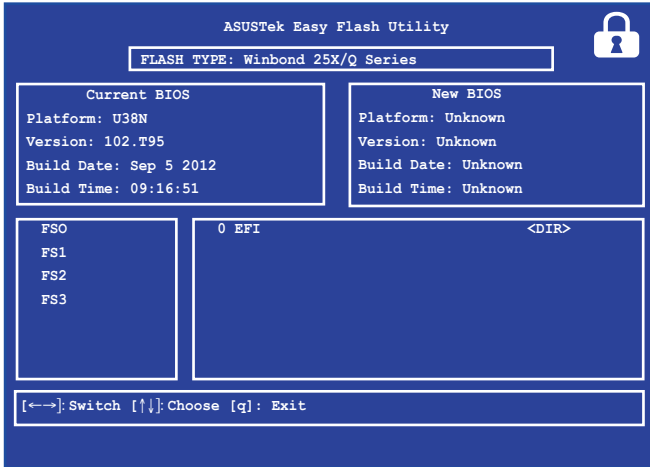 ASUSTek Easy Flash Utility
FLASH TYPE: Winbond 25X/Q Series
Current BIOS
Platform: U38N
Version: 102.T95
Build Date: Sep 5 2012
Build Time: 09:16:51
New BIOS
Platform: Unknown
Version: Unknown
Build Date: Unknown
Build Time: Unknown
FSO
FS1
FS2
FS3
0 EFI <DIR>
[←→]: Switch [↑↓]: Choose [q]: Exit